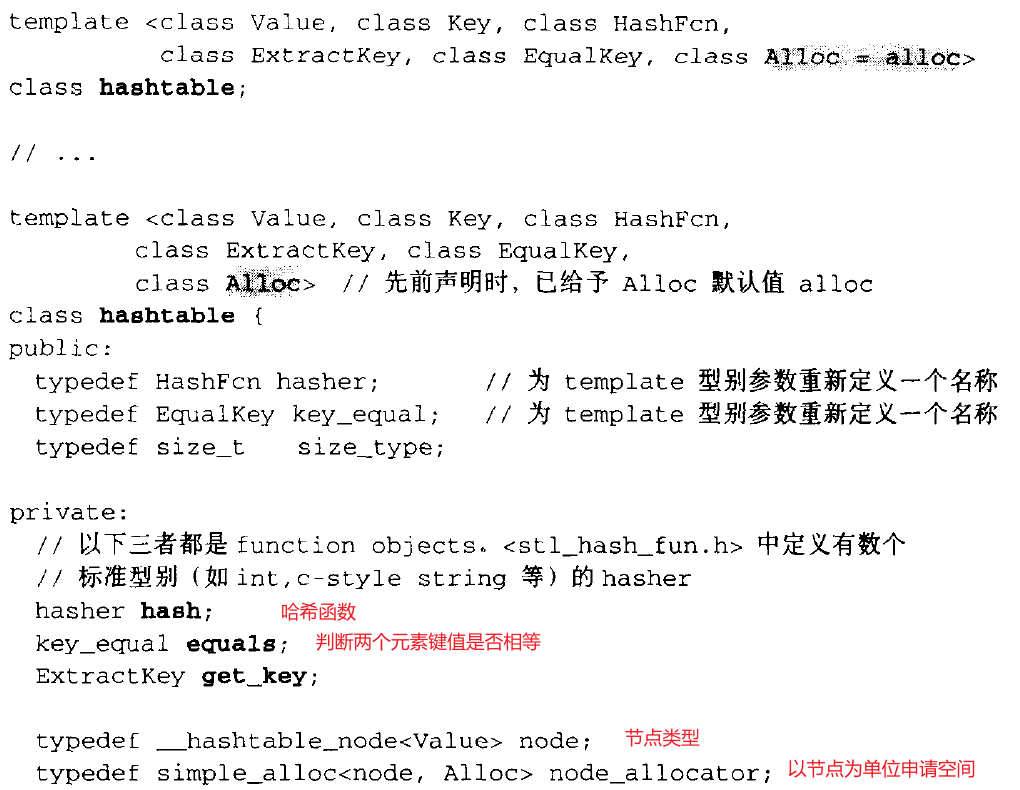 template <class Value, class Key, class HashFcn,
class ExtractKey, class EqualKey, class Alloc = alloc>
class hashtable;
// ...
template <class Value, class Key, class HashFcn,
class ExtractKey, class EqualKey,
class Alloc> // 先前声明时，已给予 Alloc 默认值 alloc
class hashtable {
public:
typedef HashFcn hasher; // 为 template 型别参数重新定义一个名称
typedef EqualKey key_equal; // 为 template 型别参数重新定义一个名称
typedef size_t size_type;
private:
// 以下三者都是 function objects。<stl_hash_fun.h> 中定义有数个
// 标准型别（如 int,c-style string 等）的 hasher
hasher hash; 哈希函数
key_equal equals; 判断两个元素键值是否相等
ExtractKey get_key;
typedef __hashtable_node<Value> node; 节点类型
typedef simple_alloc<node, Alloc> node_allocator; 以节点为单位申请空间